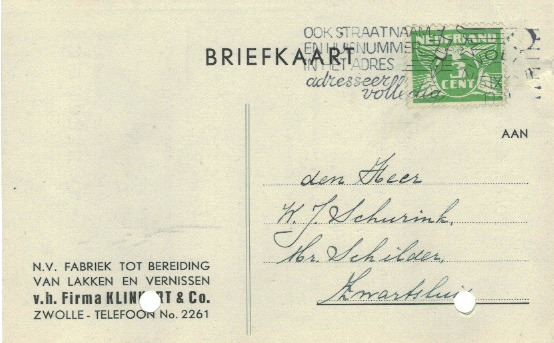 OOK STRAATNAAM
EN HUISNUMMER
IN HET ADRES
adresseer
volledig
NEDERLAND
3
CENT
BRIEFKAART
AAN
den Heer
W. J. Schurink,
Mr. Schilder,
Zwartsluis
N.V. FABRIEK TOT BEREIDING
VAN LAKKEN EN VERNISSEN
v.h. Firma KLINKERT & Co.
ZWOLLE - TELEFOON No. 2261